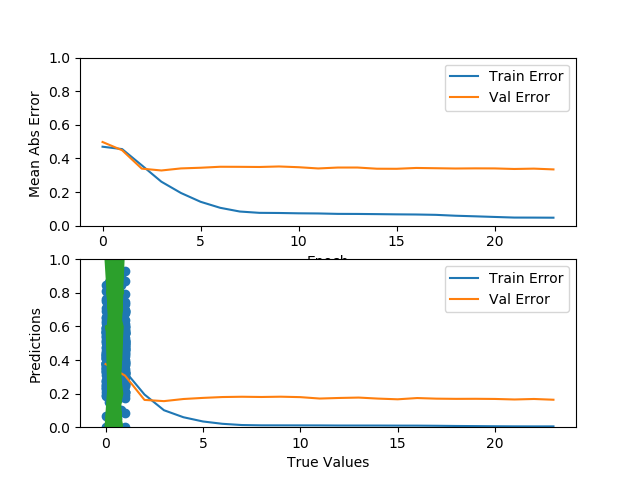 1.0
0.8
0.6
0.4
0.2
0.0
Mean Abs Error
Train Error
Val Error
0 5 10 15 20
Epoch
1.0
0.8
0.6
0.4
0.2
0.0
Predictions
Train Error
Val Error
0 5 10 15 20
True Values